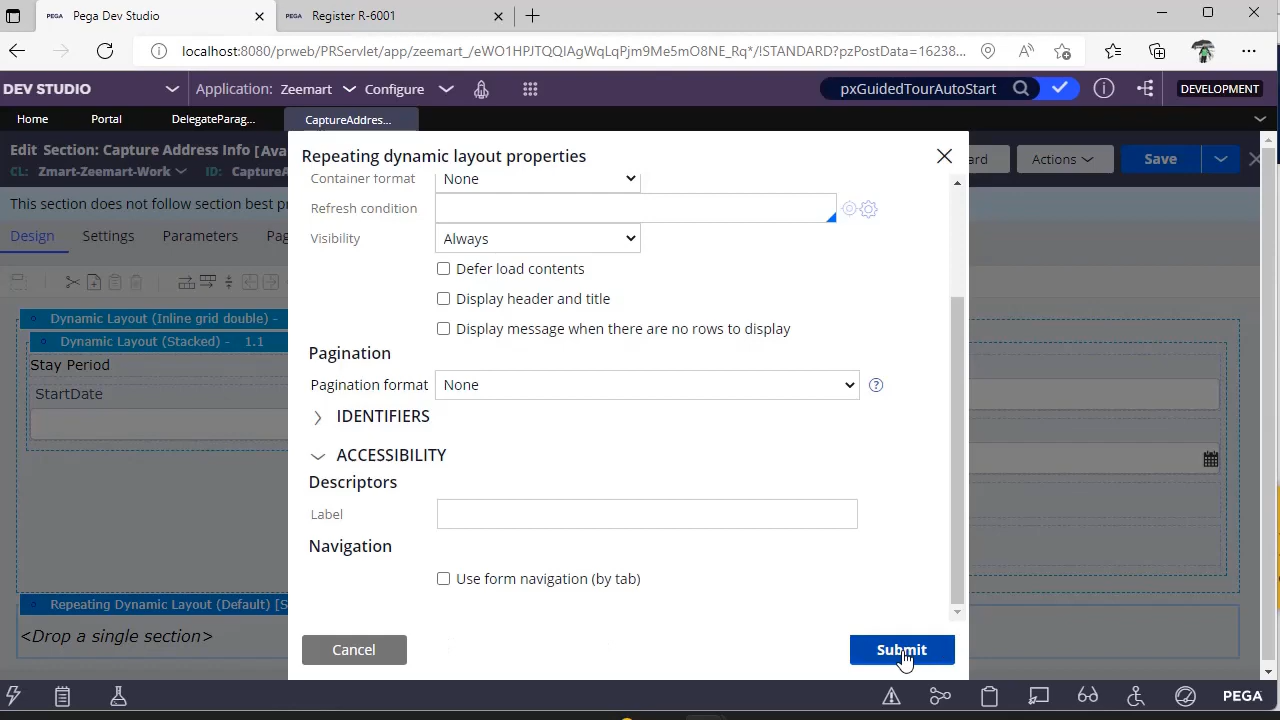 Pega Dev Studio
PEGA
Register R-6001
localhost:8080/prweb/PRServlet/app/zeemart_/eWO1HPJTQQIAgWqLqPjm9Me5mO8NE_Rq*/!STANDARD?pzPostData=16238...
DEV STUDIO
Application: Zeemart
Configure
pxGuidedTourAutoStart
DEVELOPMENT
Home
Portal
DelegateParag...
CaptureAddres...
Edit Section: Capture Address Info [Ava
CL: Zmart-Zeemart-Work
ID: CaptureA
ard
Actions
Save
This section does not follow section best pr
Design
Settings
Parameters
Pag
Dynamic Layout (Inline grid double) -
Dynamic Layout (Stacked) - 1.1
Stay Period
StartDate
Repeating Dynamic Layout (Default) [S
<Drop a single section>
Repeating dynamic layout properties
Container format
None
Refresh condition
Visibility
Always
Defer load contents
Display header and title
Display message when there are no rows to display
Pagination
Pagination format
None
?
IDENTIFIERS
ACCESSIBILITY
Descriptors
Label
Navigation
Use form navigation (by tab)
Cancel
Submit
PEGA